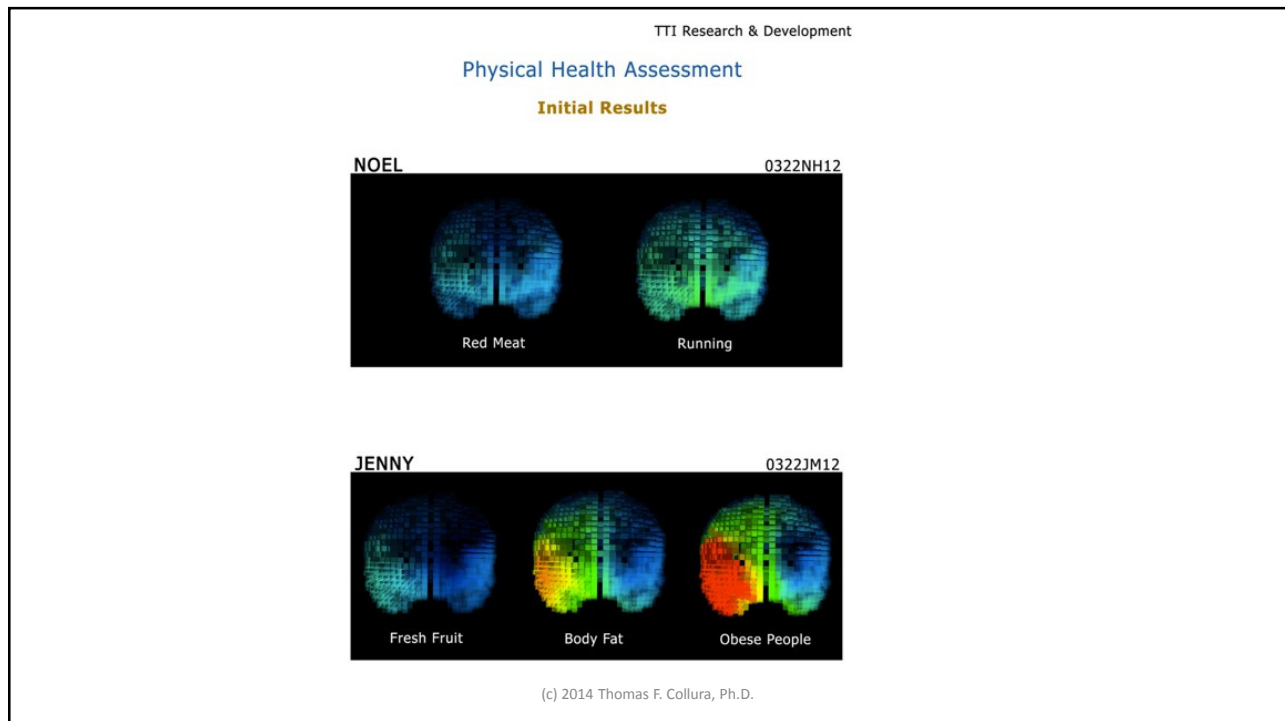 TTI Research & Development
Physical Health Assessment
Initial Results
NOEL 0322NH12
Red Meat Running
JENNY 0322JM12
Fresh Fruit Body Fat Obese People
(c) 2014 Thomas F. Collura, Ph.D.